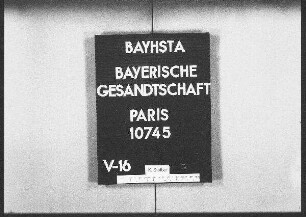 BAYHSTA
BAYERISCHE
GESANDTSCHAFT
PARIS
10745
V-16